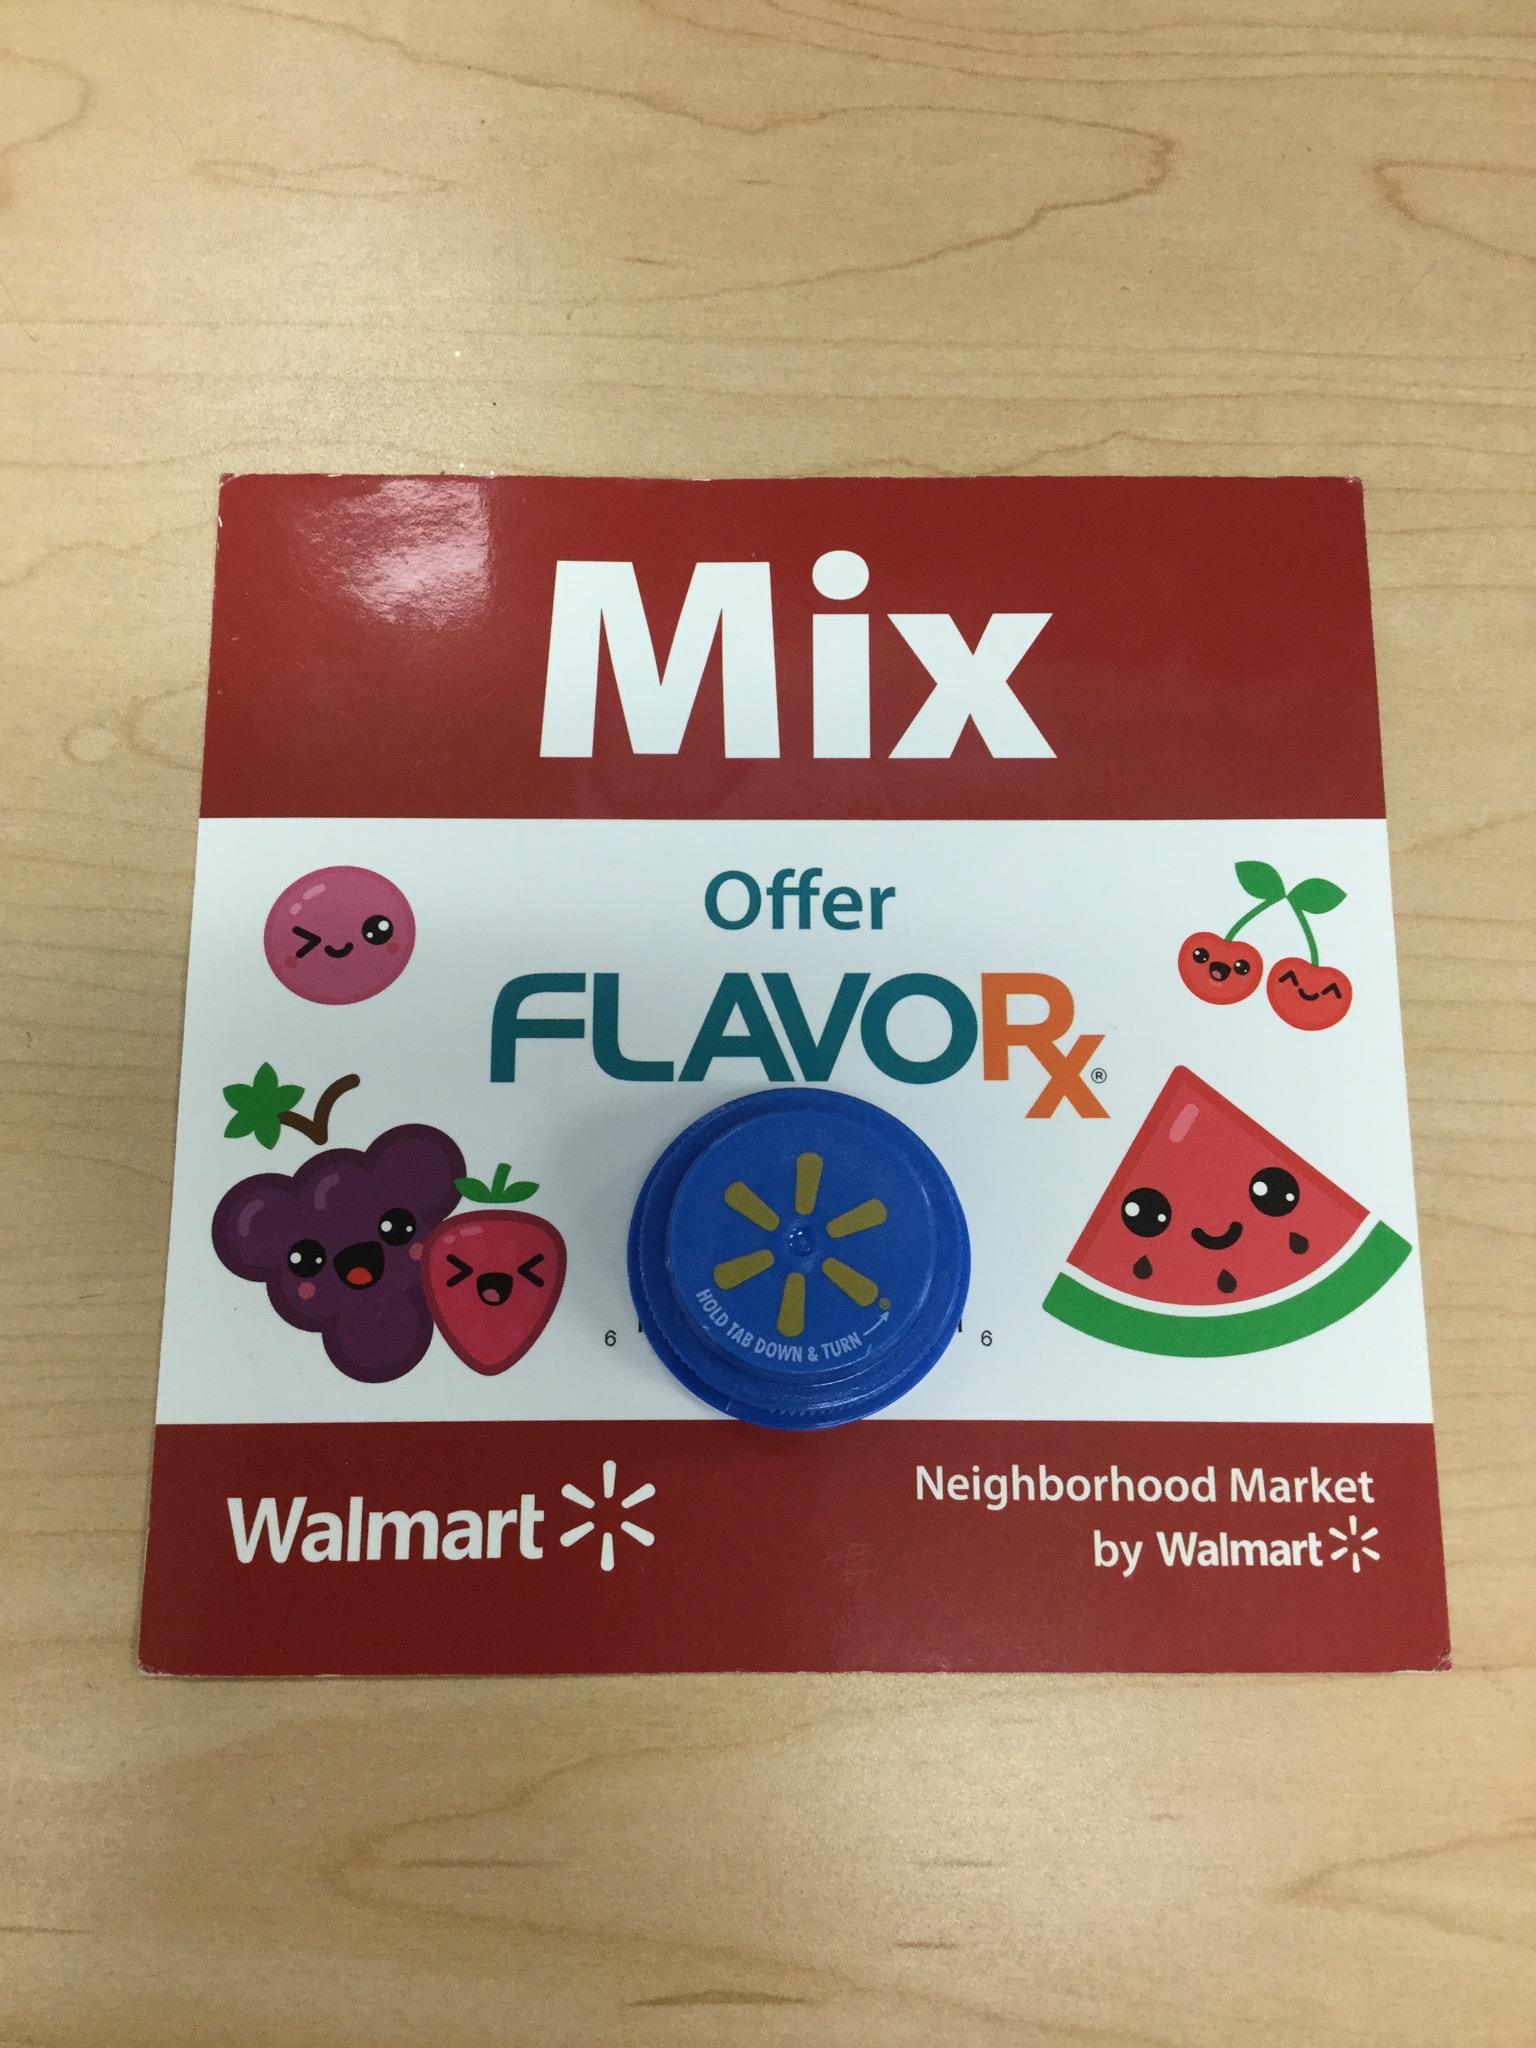 Mix
Offer
FLAVORx®
HOLD TAB DOWN & TURN
®
6
6
Walmart
Neighborhood Market
by Walmart